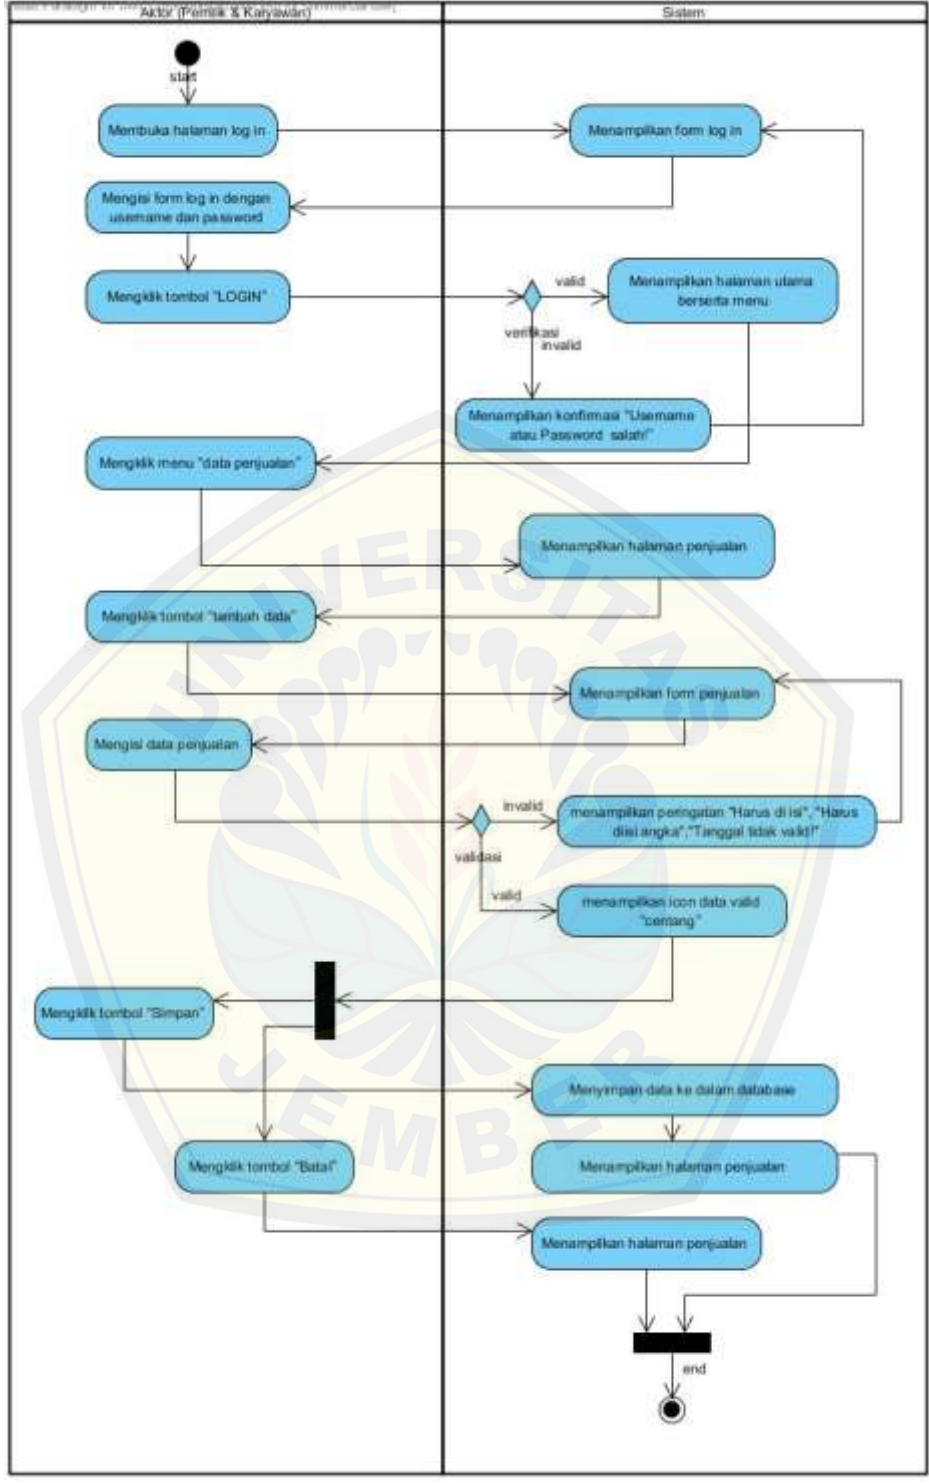 Aktor (Pemilik & Karyawan)
Sistem
start
Membuka halaman log in
Menampilkan form log in
Mengisi form log in dengan
username dan password
Mengklik tombol "LOGIN"
valid
Menampilkan halaman utama
berserta menu
verifikasi
invalid
Menampilkan konfirmasi "Username
atau Password salah!"
Mengklik menu "data penjualan"
Menampilkan halaman penjualan
Mengklik tombol "tambah data"
Menampilkan form penjualan
Mengisi data penjualan
invalid
menampilkan peringatan "Harus di isi", "Harus
diisi angka","Tanggal tidak valid!"
validasi
valid
menampilkan icon data valid
"centang"
Mengklik tombol "Simpan"
Menyimpan data ke dalam database
Mengklik tombol "Batal"
Menampilkan halaman penjualan
Menampilkan halaman penjualan
end
UNIVERSITAS
JEMBER